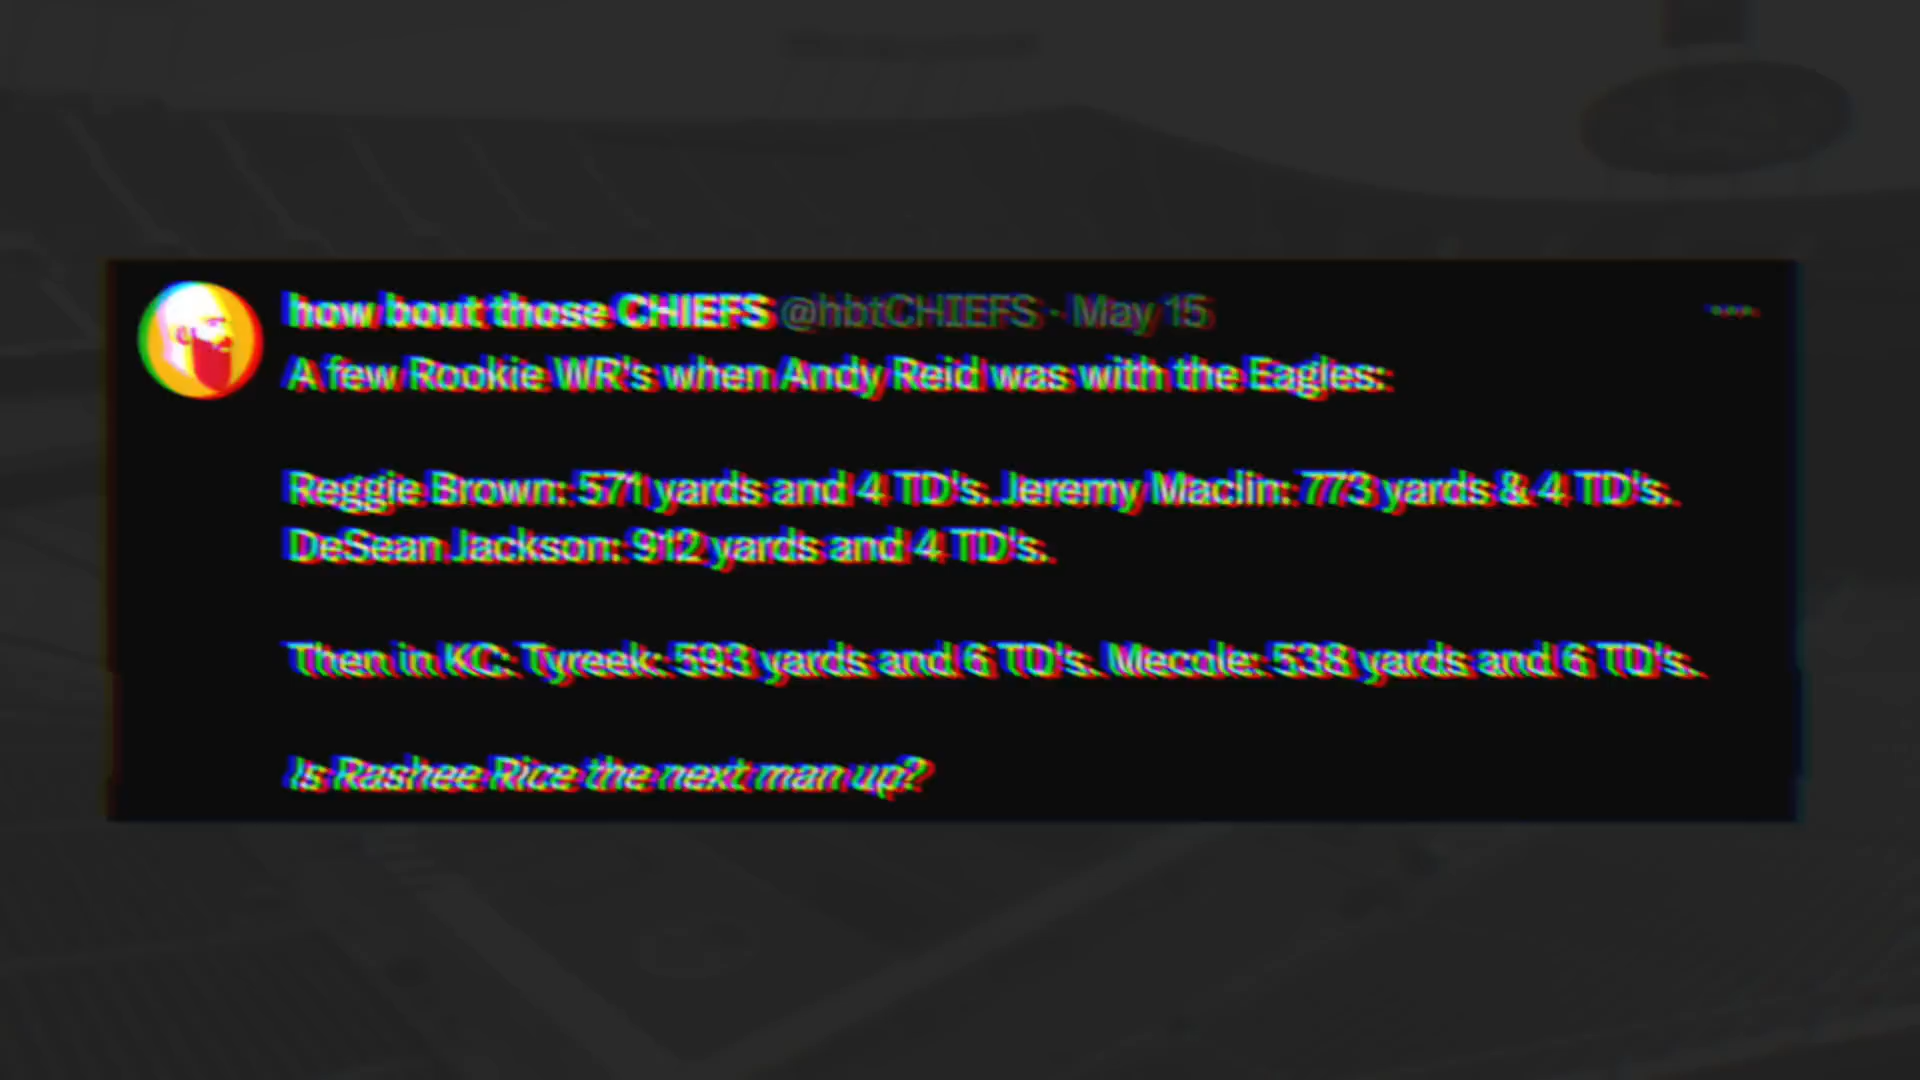 how bout those CHIEFS @hbtCHIEFS · May 15
A few Rookie WR's when Andy Reid was with the Eagles:
Reggie Brown: 571 yards and 4 TD's. Jeremy Maclin: 773 yards & 4 TD's.
DeSean Jackson: 912 yards and 4 TD's.
Then in KC: Tyreek: 593 yards and 6 TD's. Mecole: 538 yards and 6 TD's.
Is Rashee Rice the next man up?